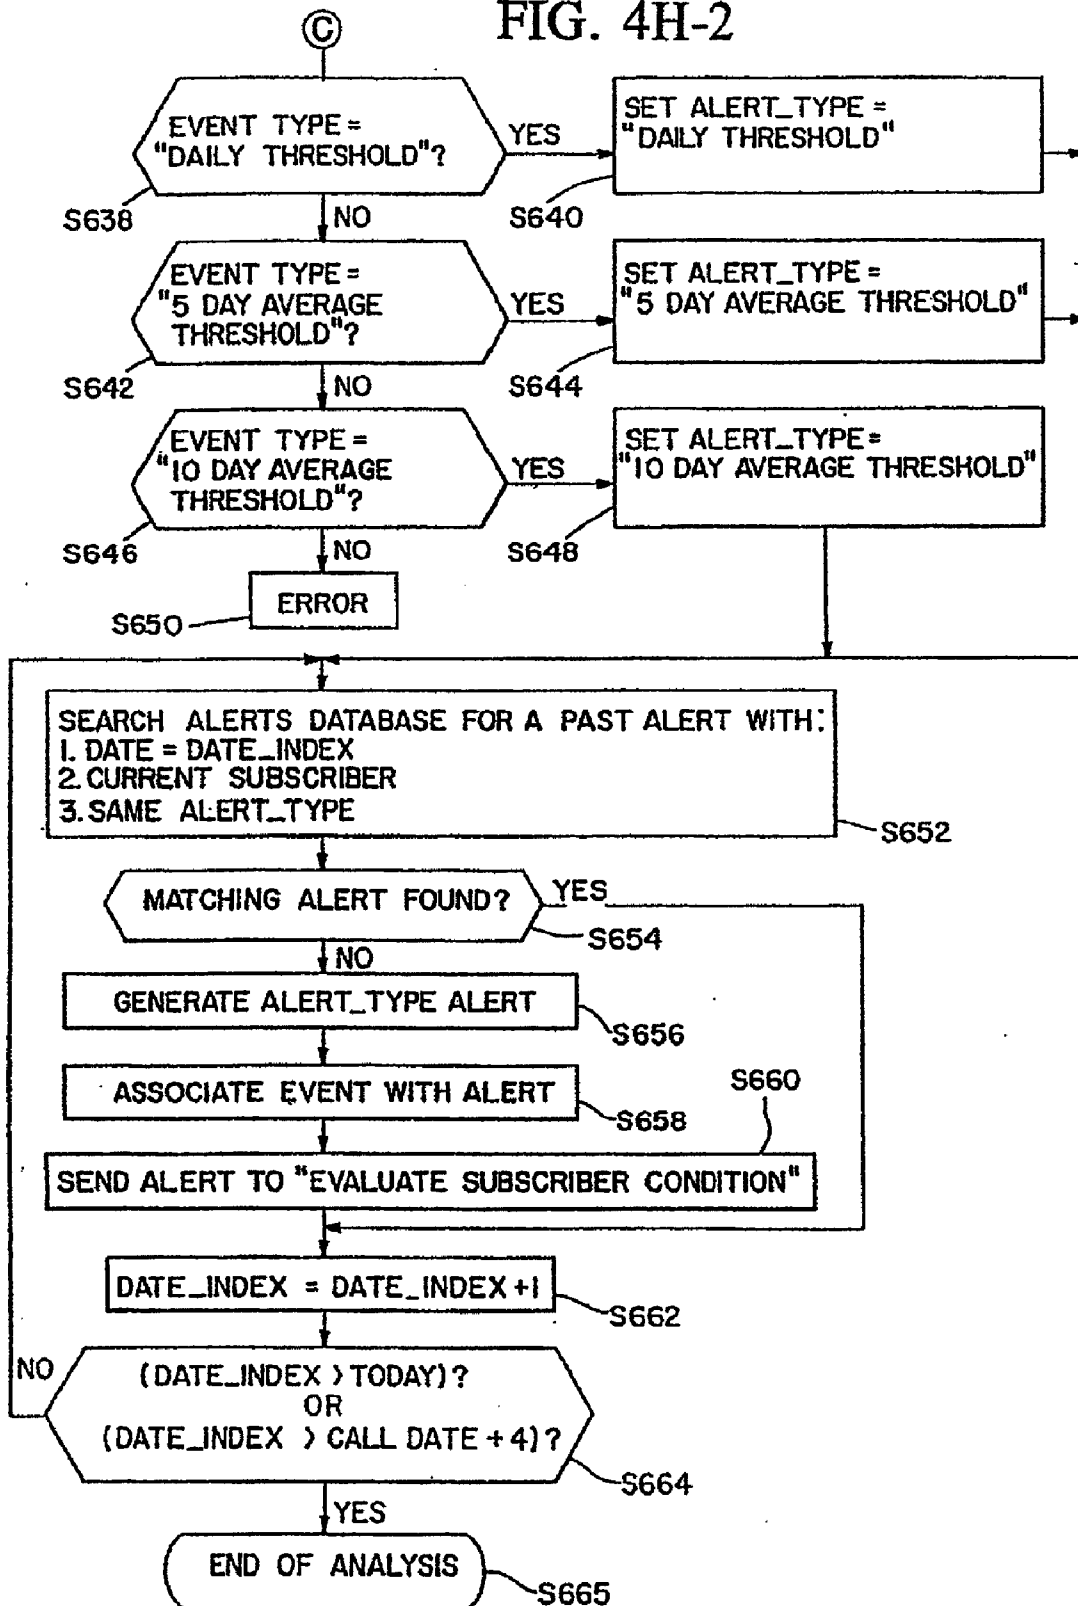 FIG. 4H-2
C
EVENT TYPE =
"DAILY THRESHOLD"?
YES
SET ALERT_TYPE =
"DAILY THRESHOLD"
S638
NO
S640
EVENT TYPE =
"5 DAY AVERAGE
THRESHOLD"?
YES
SET ALERT_TYPE =
"5 DAY AVERAGE THRESHOLD"
S642
NO
S644
EVENT TYPE =
"10 DAY AVERAGE
THRESHOLD"?
YES
SET ALERT_TYPE =
"10 DAY AVERAGE THRESHOLD"
S646
NO
S648
ERROR
S650
SEARCH ALERTS DATABASE FOR A PAST ALERT WITH:
1. DATE = DATE_INDEX
2. CURRENT SUBSCRIBER
3. SAME ALERT_TYPE
S652
MATCHING ALERT FOUND?
YES
S654
NO
GENERATE ALERT_TYPE ALERT
S656
ASSOCIATE EVENT WITH ALERT
S658
S660
SEND ALERT TO "EVALUATE SUBSCRIBER CONDITION"
DATE_INDEX = DATE_INDEX +1
S662
NO
(DATE_INDEX > TODAY)?
OR
(DATE_INDEX > CALL DATE + 4)?
S664
YES
END OF ANALYSIS
S665